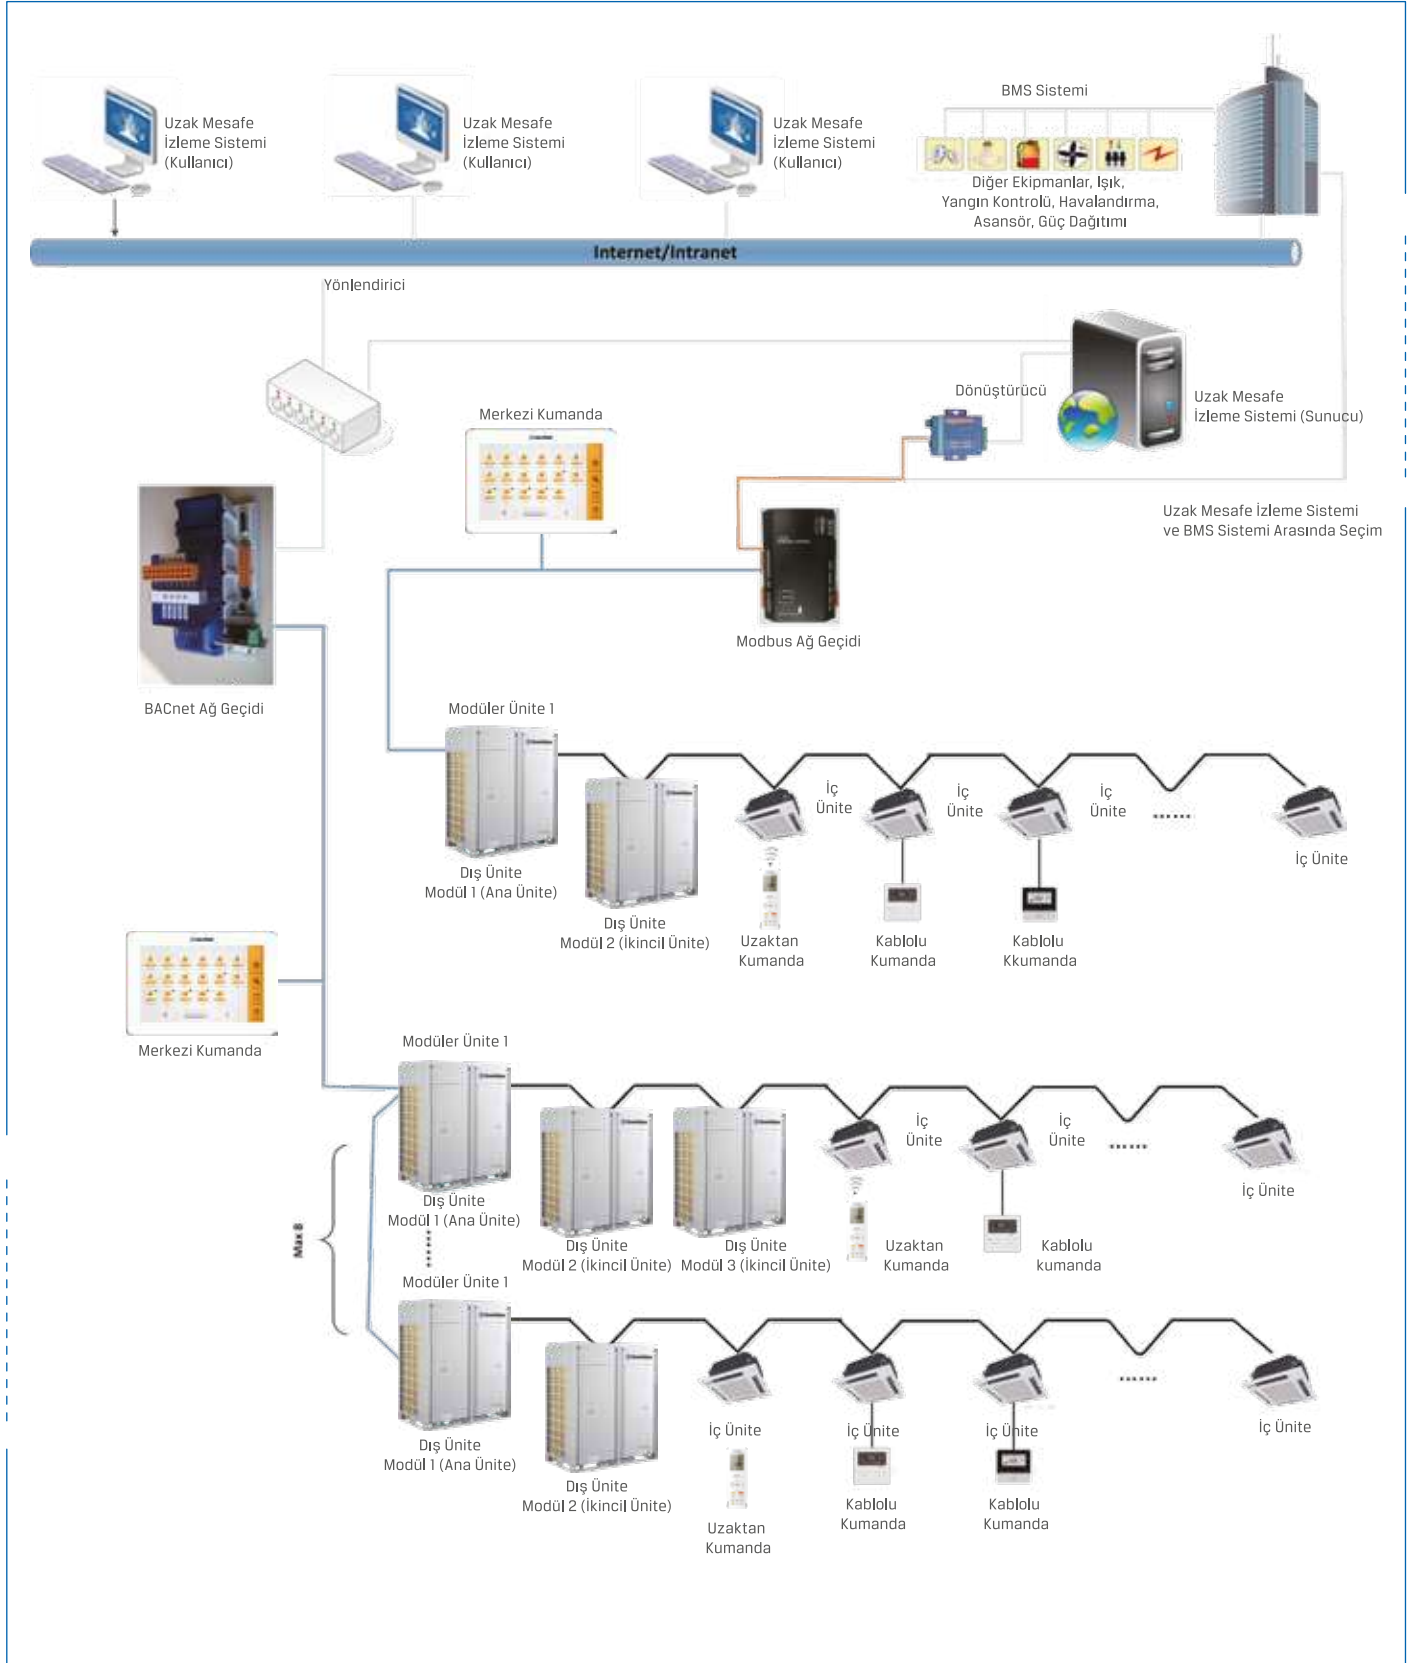 BMS Sistemi
Uzak Mesafe
İzleme Sistemi
(Kullanıcı)
Uzak Mesafe
İzleme Sistemi
(Kullanıcı)
Uzak Mesafe
İzleme Sistemi
(Kullanıcı)
Diğer Ekipmanlar, Işık,
Yangın Kontrolü, Havalandırma,
Asansör, Güç Dağıtımı
Internet/Intranet
Yönlendirici
Dönüştürücü
Uzak Mesafe
İzleme Sistemi (Sunucu)
Merkezi Kumanda
Uzak Mesafe İzleme Sistemi
ve BMS Sistemi Arasında Seçim
Modbus Ağ Geçidi
BACnet Ağ Geçidi
Modüler Ünite 1
İç
Ünite
İç
Ünite
İç
Ünite
İç Ünite
Dış Ünite
Modül 1 (Ana Ünite)
Dış Ünite
Modül 2 (İkincil Ünite)
Uzaktan
Kumanda
Kablolu
Kumanda
Kablolu
Kkumanda
Merkezi Kumanda
Modüler Ünite 1
İç
Ünite
İç
Ünite
İç Ünite
Dış Ünite
Modül 1 (Ana Ünite)
Max 8
Dış Ünite
Modül 2 (İkincil Ünite)
Dış Ünite
Modül 3 (İkincil Ünite)
Uzaktan
Kumanda
Kablolu
kumanda
Modüler Ünite 1
İç Ünite
İç Ünite
İç Ünite
İç Ünite
Dış Ünite
Modül 1 (Ana Ünite)
Dış Ünite
Modül 2 (İkincil Ünite)
Uzaktan
Kumanda
Kablolu
Kumanda
Kablolu
Kumanda